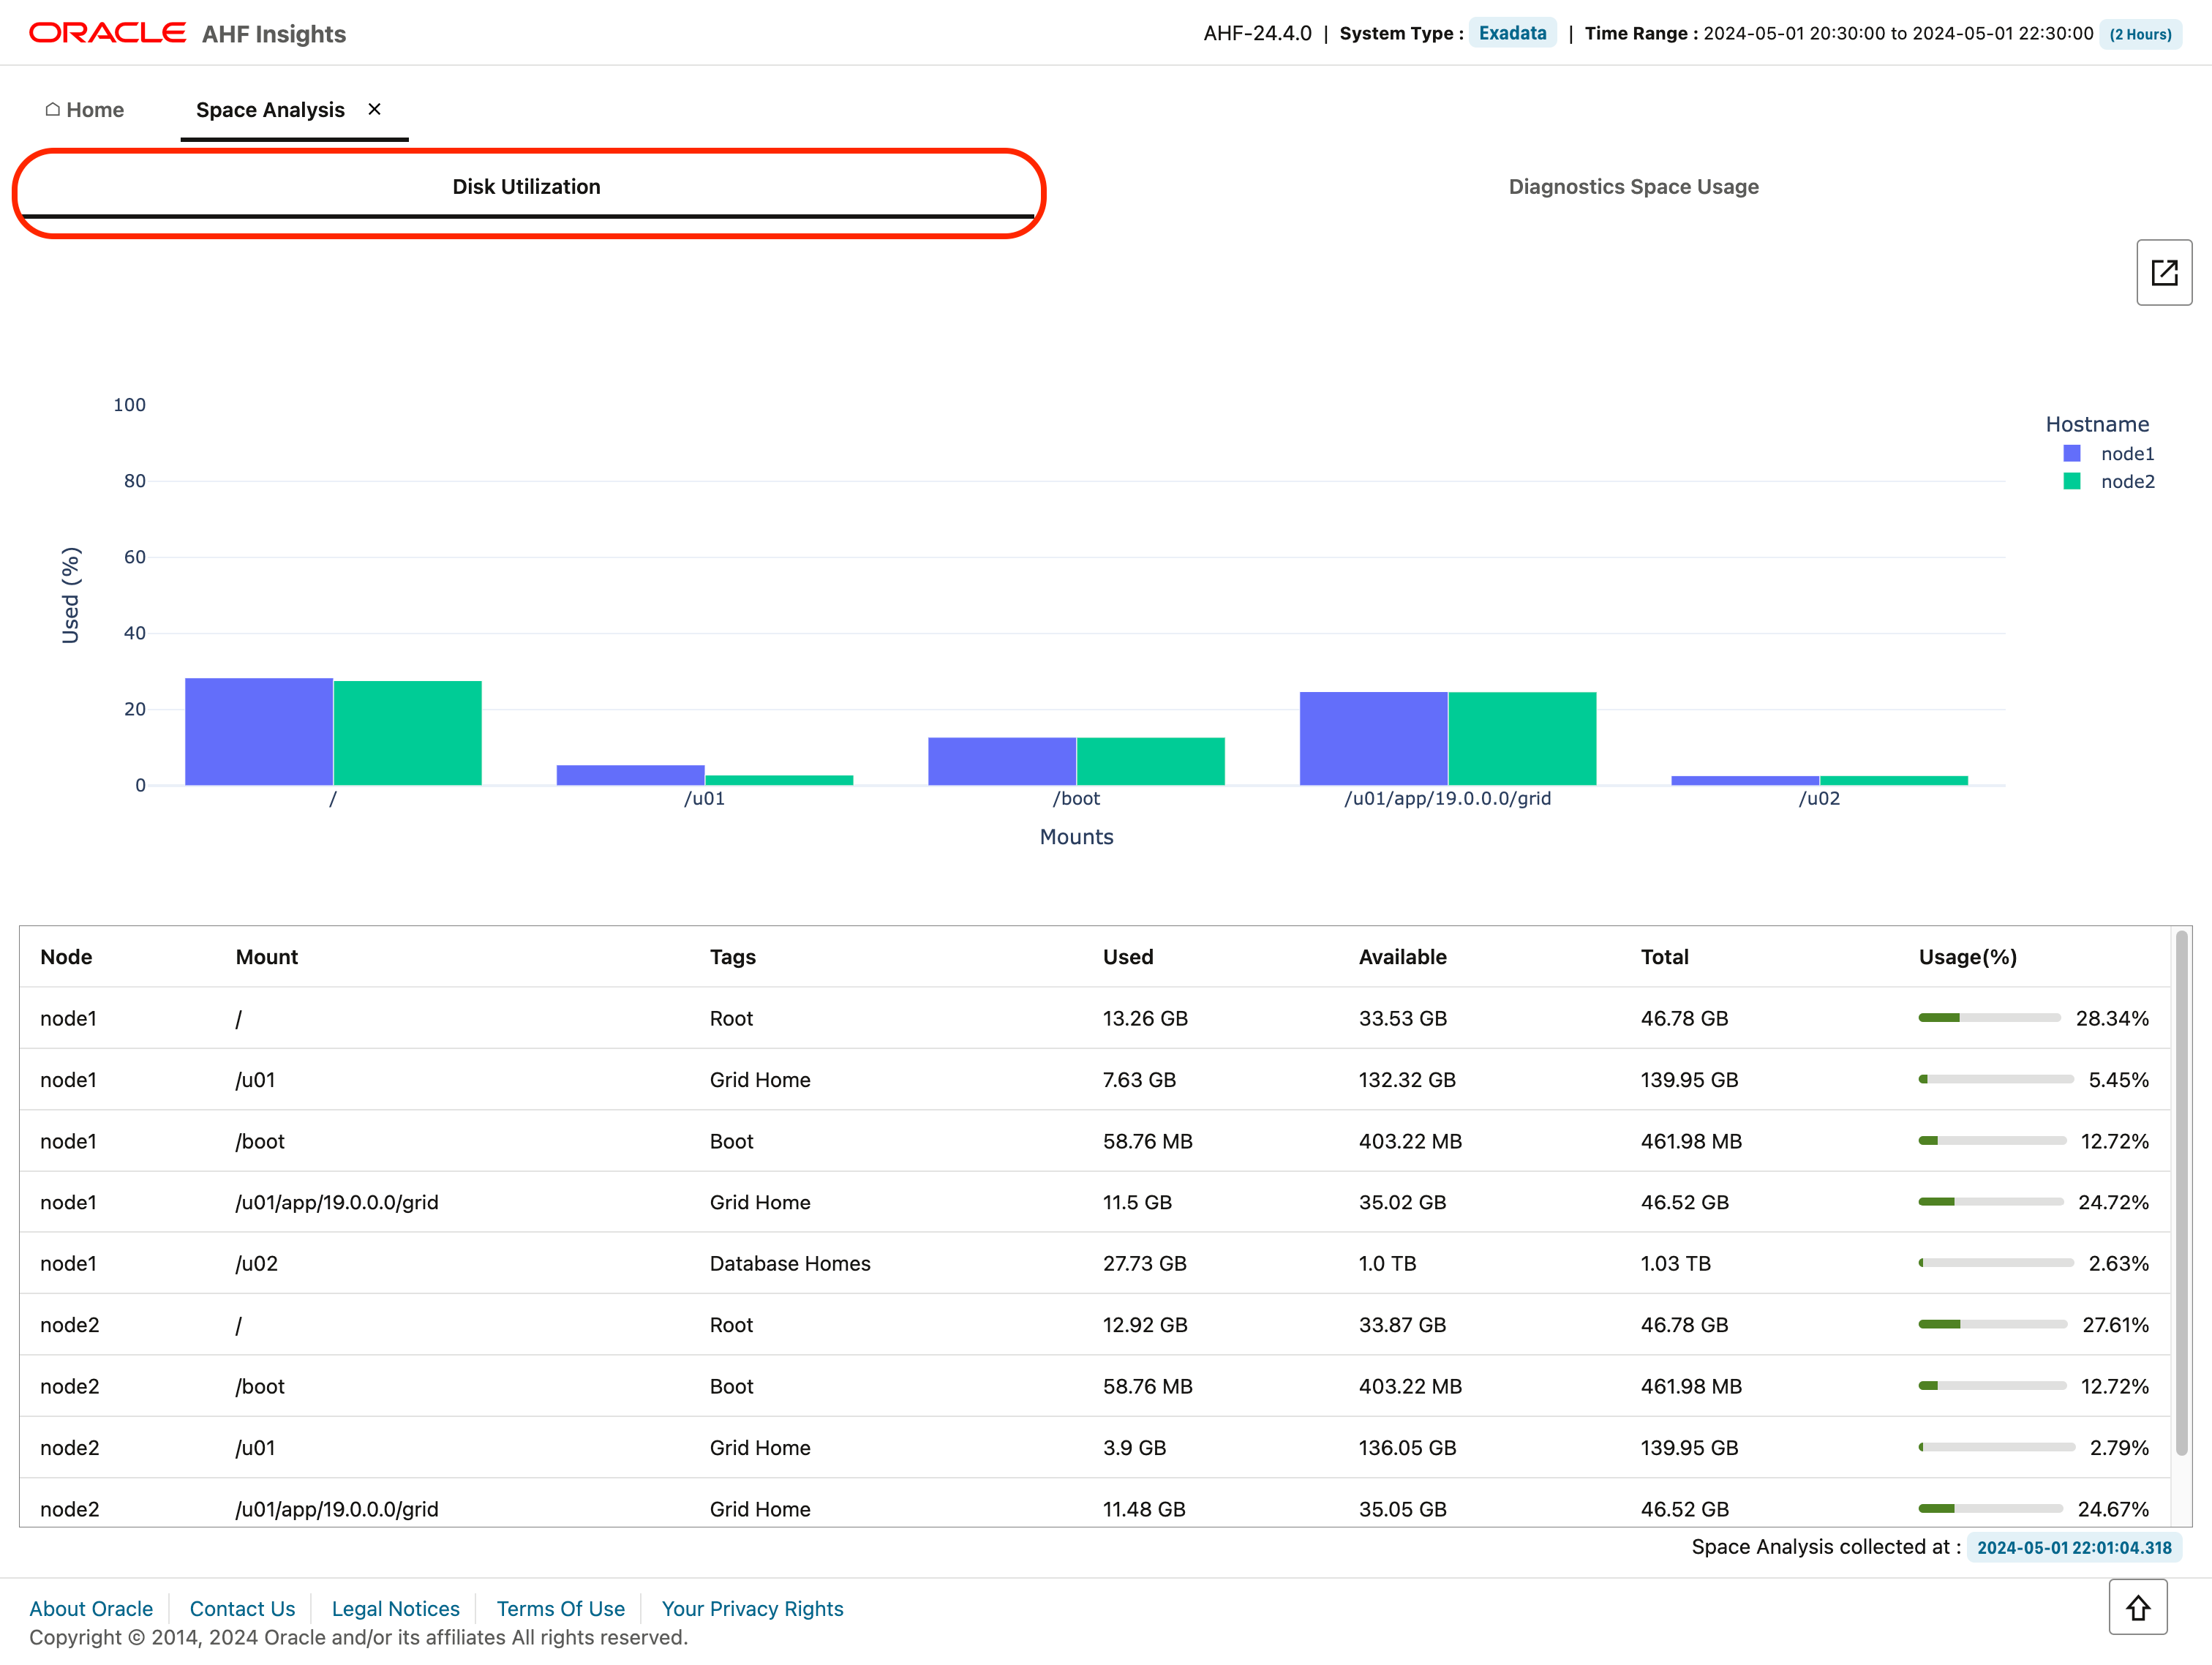 ORACLE AHF Insights
AHF-24.4.0 | System Type : Exadata | Time Range : 2024-05-01 20:30:00 to 2024-05-01 22:30:00 (2 Hours)
Home Space Analysis ×
Disk Utilization Diagnostics Space Usage
100
80
60
40
20
0
Used (%)
/ /u01 /boot /u01/app/19.0.0.0/grid /u02
Mounts
Hostname
node1
node2
Node Mount Tags Used Available Total Usage(%)
node1 / Root 13.26 GB 33.53 GB 46.78 GB 28.34%
node1 /u01 Grid Home 7.63 GB 132.32 GB 139.95 GB 5.45%
node1 /boot Boot 58.76 MB 403.22 MB 461.98 MB 12.72%
node1 /u01/app/19.0.0.0/grid Grid Home 11.5 GB 35.02 GB 46.52 GB 24.72%
node1 /u02 Database Homes 27.73 GB 1.0 TB 1.03 TB 2.63%
node2 / Root 12.92 GB 33.87 GB 46.78 GB 27.61%
node2 /boot Boot 58.76 MB 403.22 MB 461.98 MB 12.72%
node2 /u01 Grid Home 3.9 GB 136.05 GB 139.95 GB 2.79%
node2 /u01/app/19.0.0.0/grid Grid Home 11.48 GB 35.05 GB 46.52 GB 24.67%
Space Analysis collected at : 2024-05-01 22:01:04.318
About Oracle Contact Us Legal Notices Terms Of Use Your Privacy Rights
Copyright © 2014, 2024 Oracle and/or its affiliates All rights reserved.